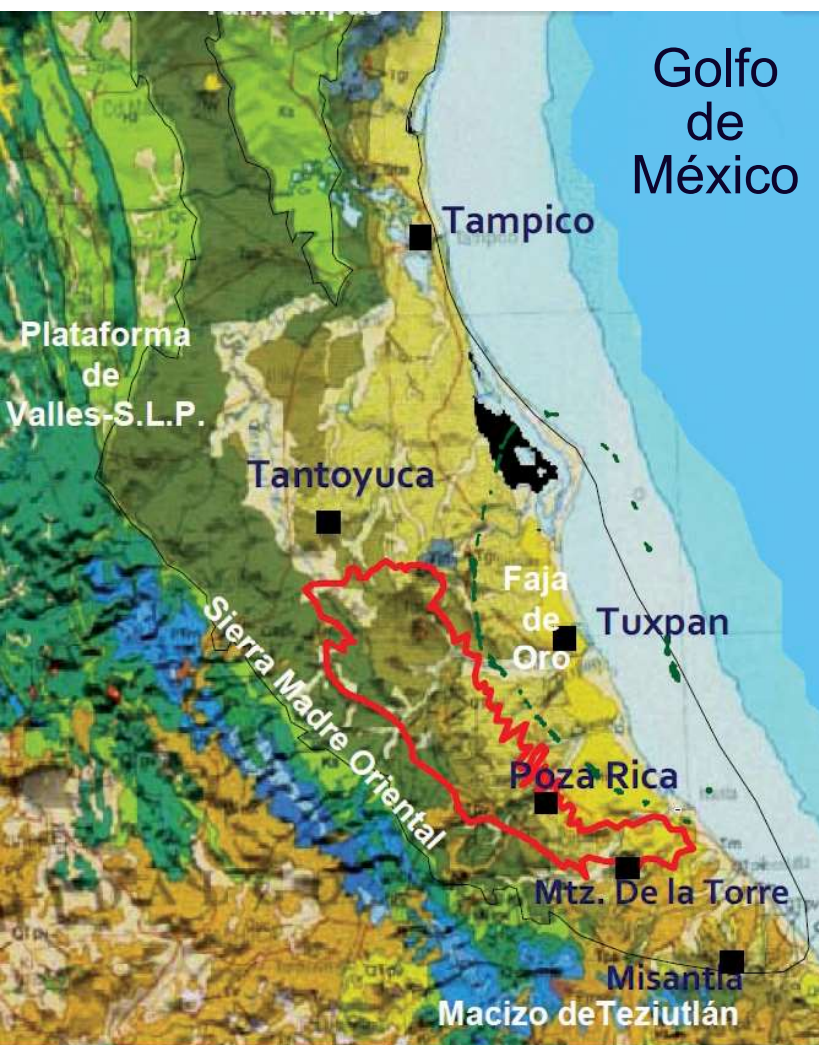 Tamaulipas
Golfo
de
México
Tampico
Plataforma
de
Valles-S.L.P.
Tantoyuca
Faja
de
Oro
Tuxpan
Sierra Madre Oriental
Poza Rica
Mtz. De la Torre
Misantla
Macizo deTeziutlán